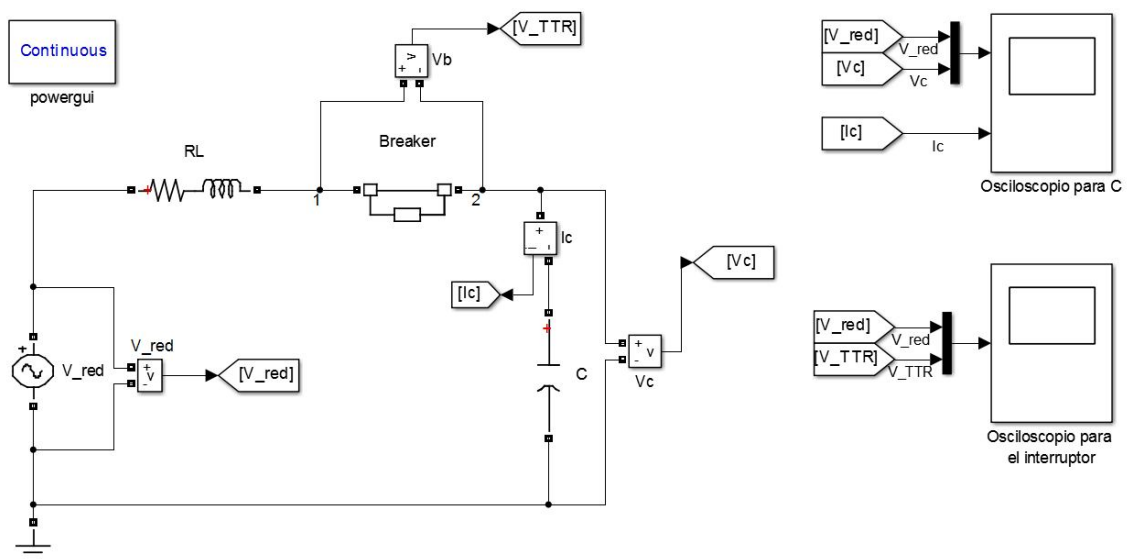 Continuous
powergui
[V_TTR]
v
+ -
Vb
Breaker
RL
+
1
2
+
i -
Ic
[Ic]
+
C
[Vc]
+ v
-
Vc
+
V_red
V_red
+ v
-
[V_red]
[V_red]
V_red
[Vc]
Vc
[Ic]
Ic
Osciloscopio para C
[V_red]
V_red
[V_TTR]
V_TTR
Osciloscopio para
el interruptor